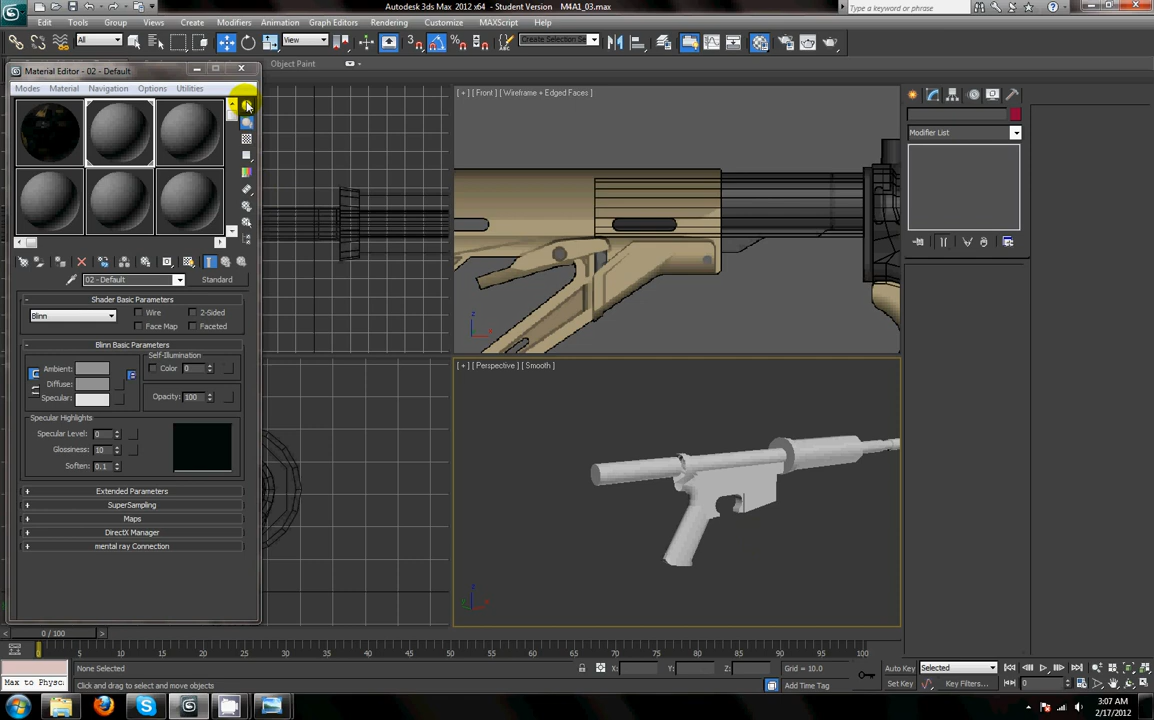 Autodesk 3ds Max 2012 x64 - Student Version M4A1_03.max
Type a keyword or phrase
Edit Tools Group Views Create Modifiers Animation Graph Editors Rendering Customize MAXScript Help
All View 3 Create Selection Se
Object Paint
Material Editor - 02 - Default
Modes Material Navigation Options Utilities
[ + ] [ Front ] [ Wireframe + Edged Faces ]
Modifier List
02 - Default Standard
Shader Basic Parameters
Blinn Wire 2-Sided
Face Map Faceted
Blinn Basic Parameters
Self-Illumination
Ambient: Color 0
Diffuse:
Specular: Opacity: 100
Specular Highlights
Specular Level: 0
Glossiness: 10
Soften: 0.1
Extended Parameters
SuperSampling
Maps
DirectX Manager
mental ray Connection
[ + ] [ Perspective ] [ Smooth ]
0 / 100
0 5 10 15 20 25 30 35 40 45 50 55 60 65 70 75 80 85 90 95 100
None Selected X: Y: Z: Grid = 10.0 Auto Key Selected
Max to Physc Click and drag to select and move objects Add Time Tag Set Key Key Filters... 0
3:07 AM
2/17/2012